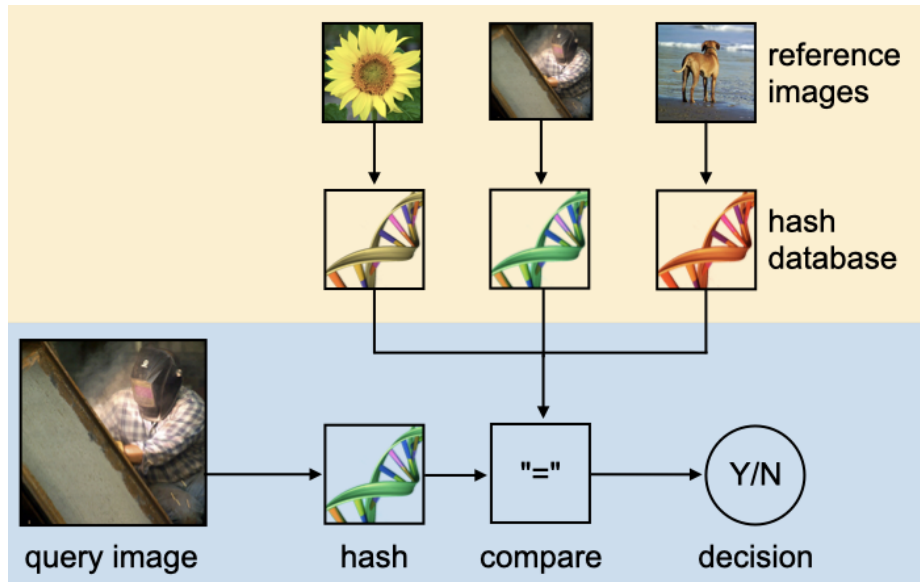 reference
images
hash
database
"="
Y/N
query image
hash
compare
decision